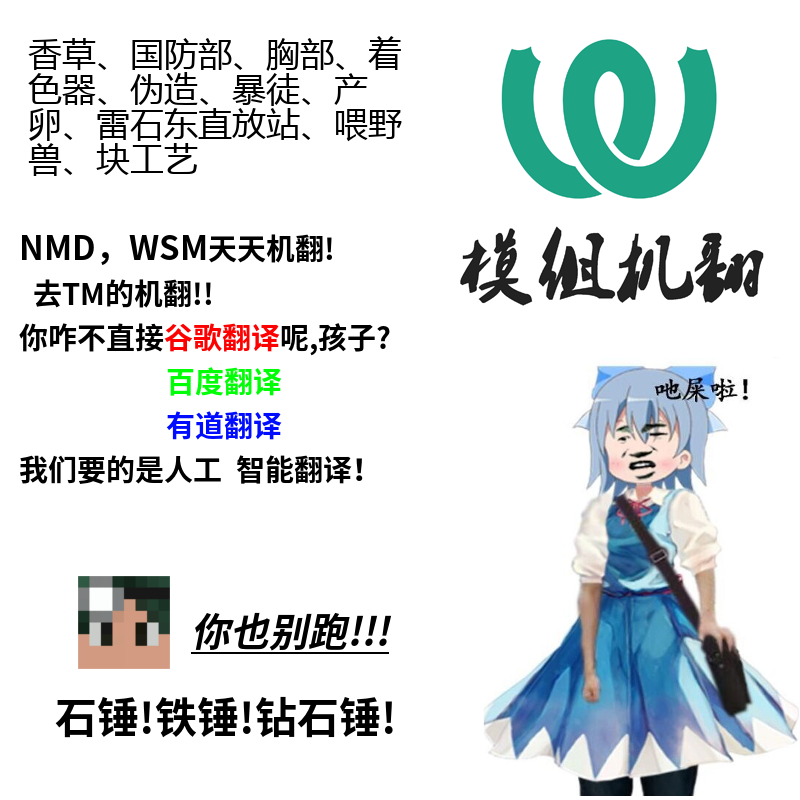 香草、国防部、胸部、着
色器、伪造、暴徒、产
卵、雷石东直放站、喂野
兽、块工艺
模组机翻
NMD，WSM天天机翻!
去TM的机翻!!
你咋不直接谷歌翻译呢,孩子?
百度翻译
有道翻译
我们要的是人工 智能翻译！
吔屎啦！
你也别跑!!!
石锤!铁锤!钻石锤!